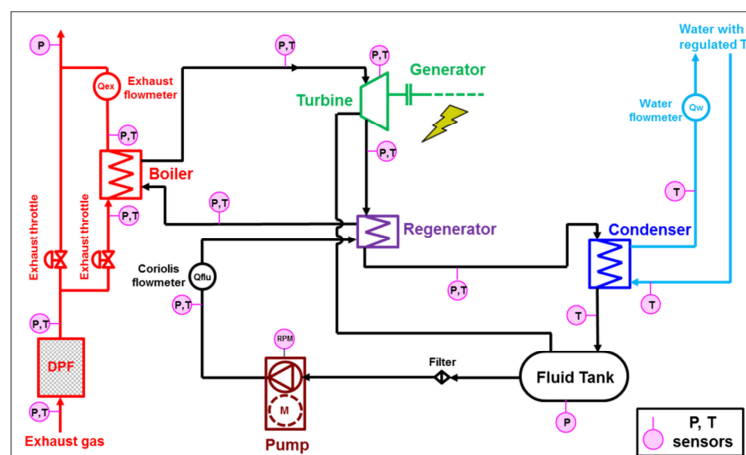 P
Water with
regulated T
P,T
P,T
Generator
Qex
Exhaust
flowmeter
Turbine
Water
flowmeter
Qw
P,T
P,T
Boiler
T
P,T
P,T
Regenerator
Condenser
Exhaust throttle
Exhaust throttle
Coriolis
flowmeter
Qflu
P,T
P,T
T
T
P,T
RPM
Filter
DPF
Fluid Tank
M
P,T
P
P, T
sensors
Exhaust gas
Pump